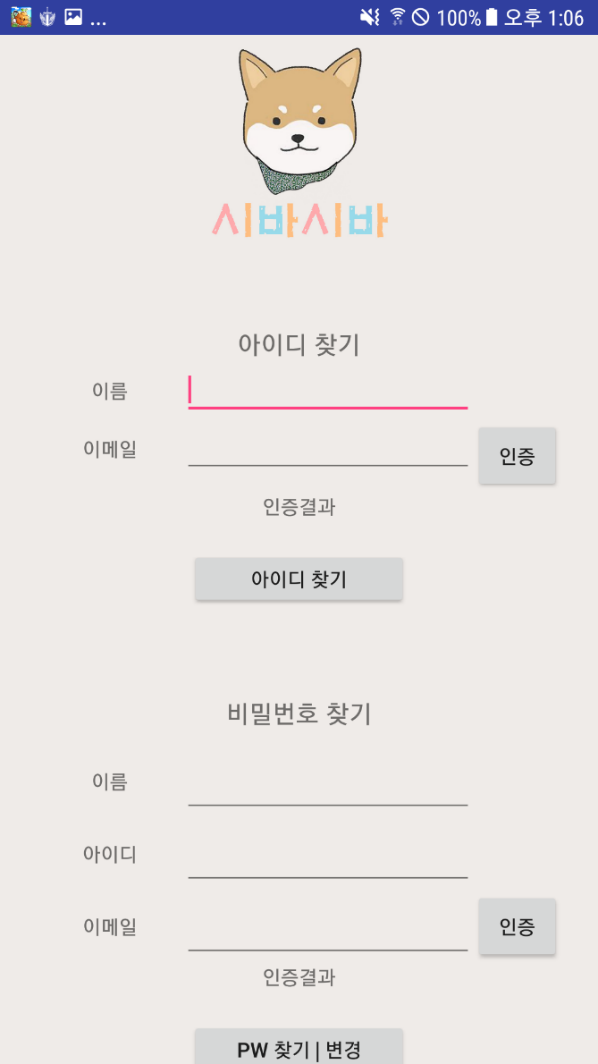 ... 100% 오후 1:06
시바시바
아이디 찾기
이름
이메일 인증
인증결과
아이디 찾기
비밀번호 찾기
이름
아이디
이메일 인증
인증결과
PW 찾기 | 변경